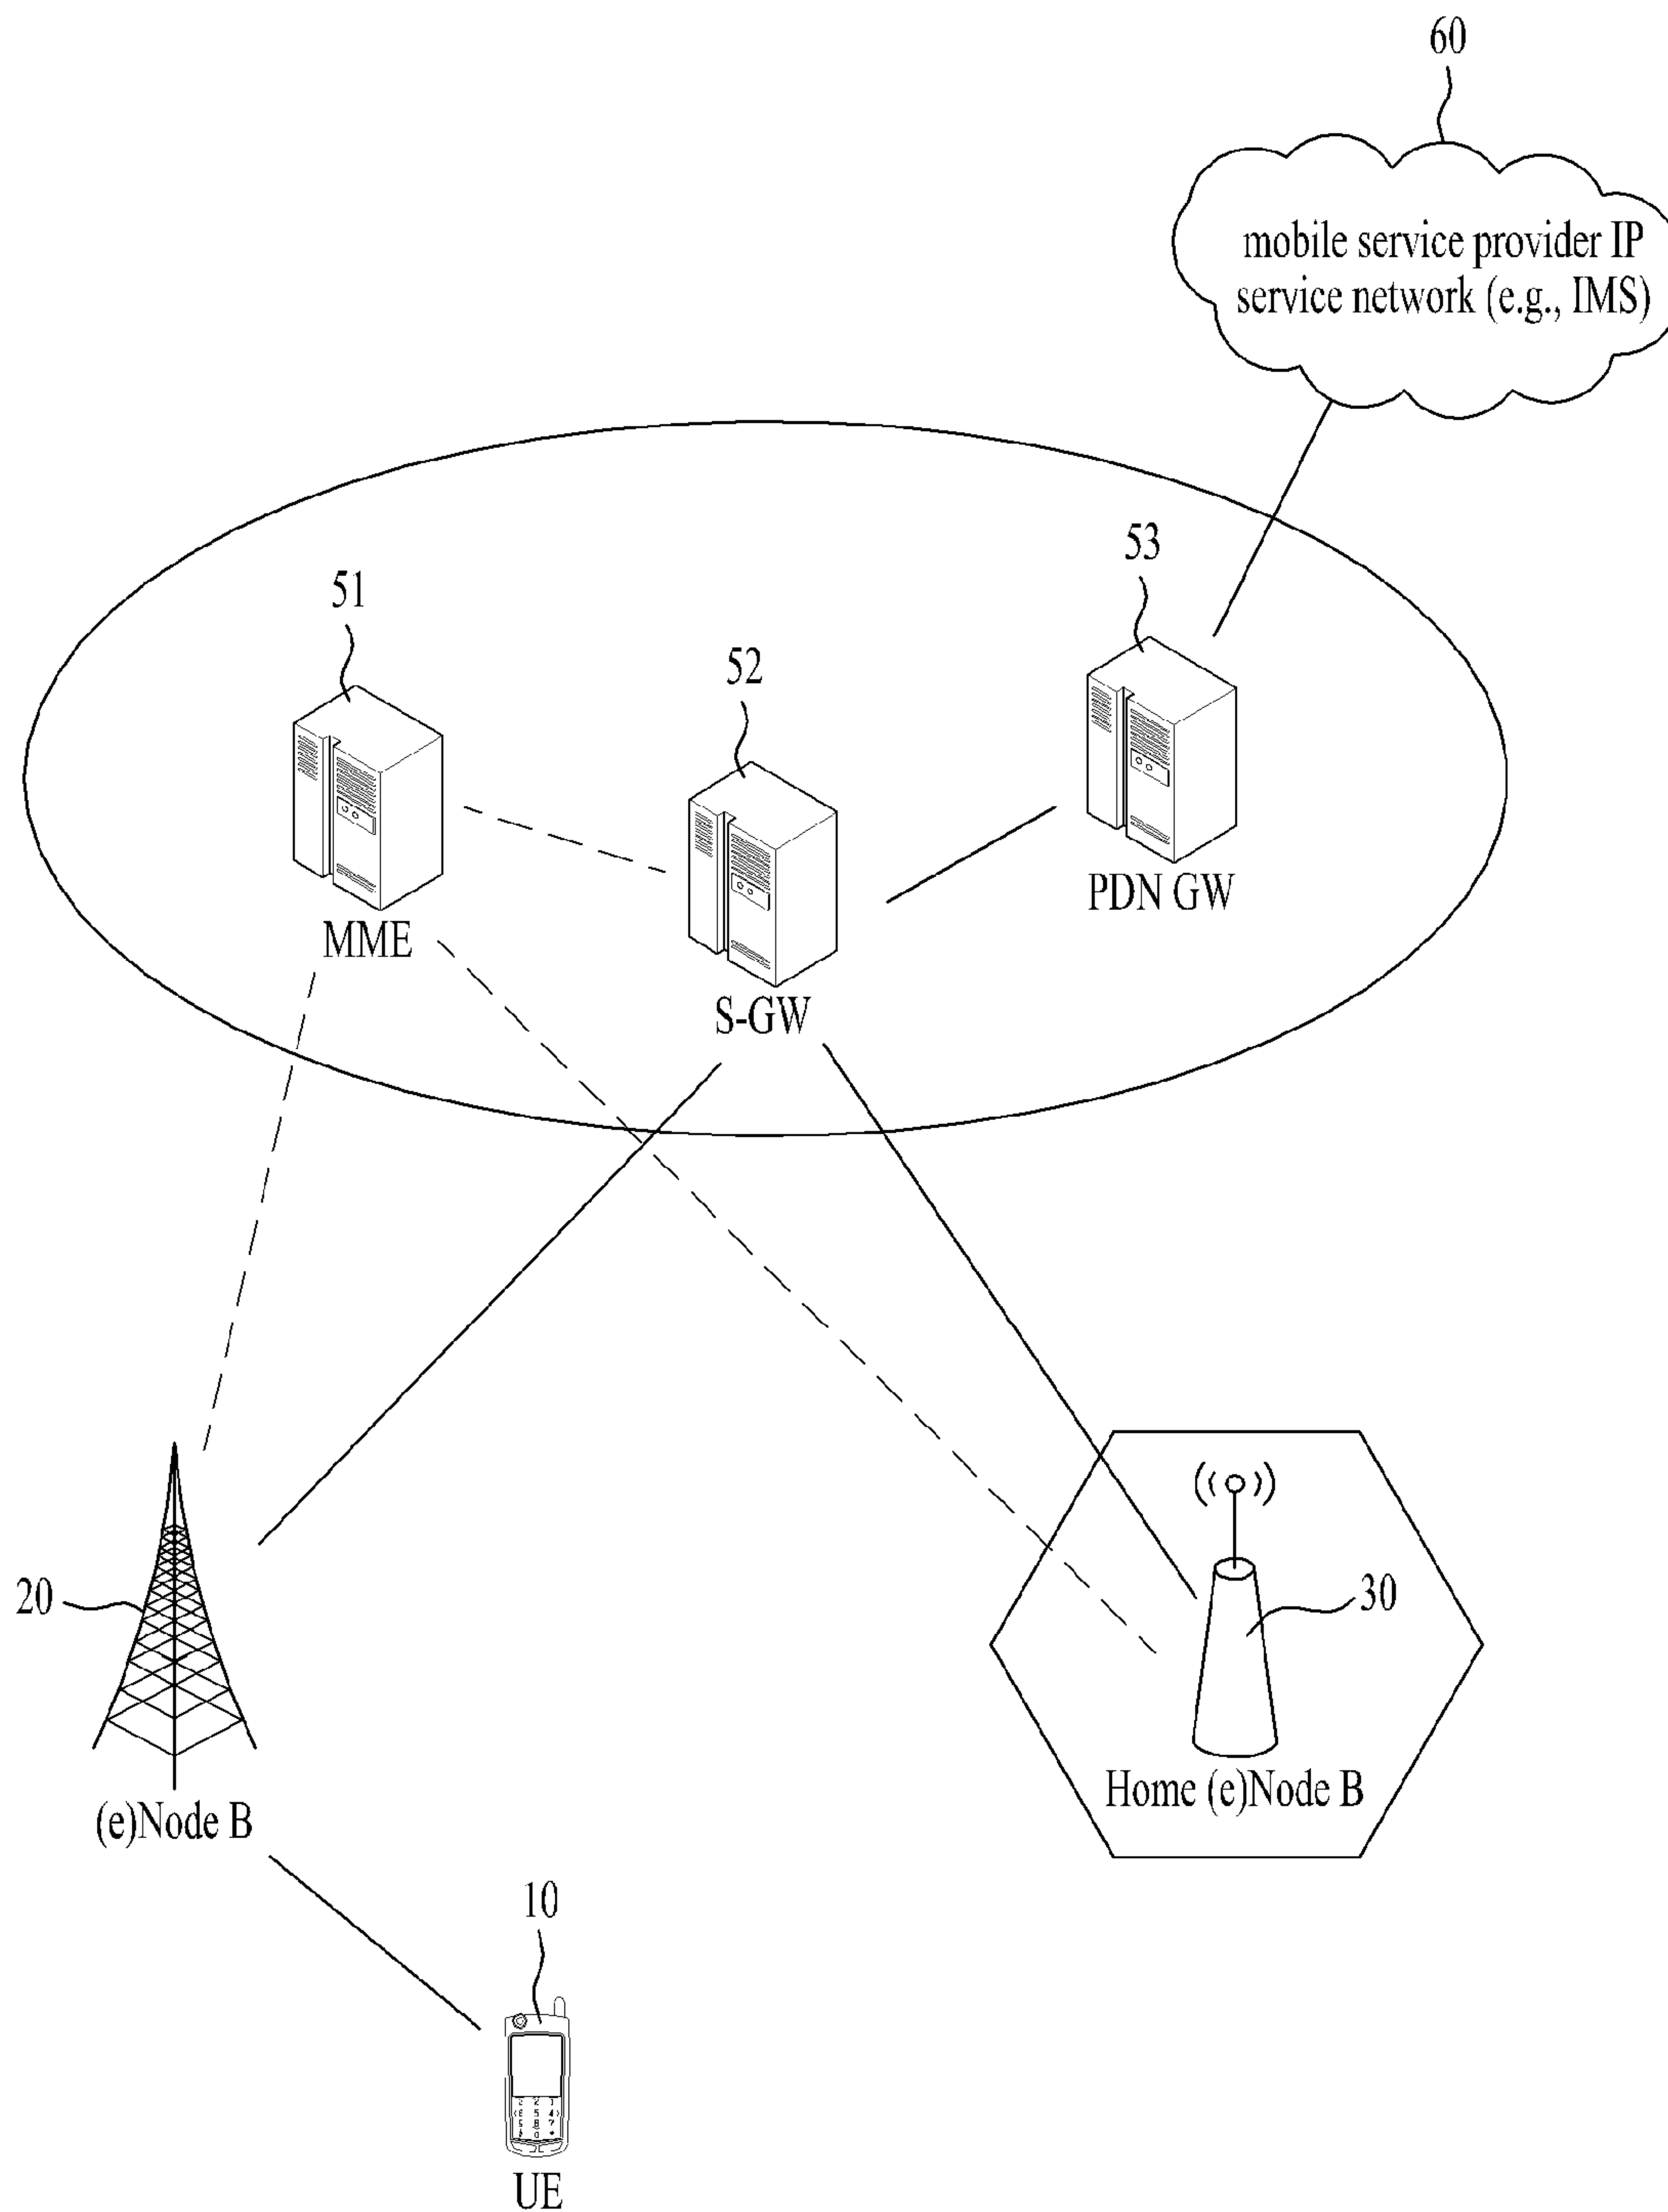 60
mobile service provider IP
service network (e.g., IMS)
53
51
52
PDN GW
MME
S-GW
20
30
Home (e)Node B
(e)Node B
10
UE